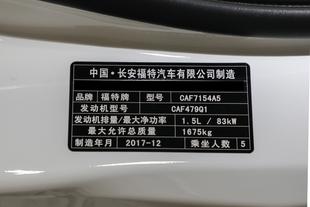 中国·长安福特汽车有限公司制造
品牌 福特牌 型号 CAF7154A5
发动机型号 CAF479Q1
发动机排量/最大净功率 1.5L / 83kW
最大允许总质量 1675kg
制造年月 2017-12 乘坐人数 5